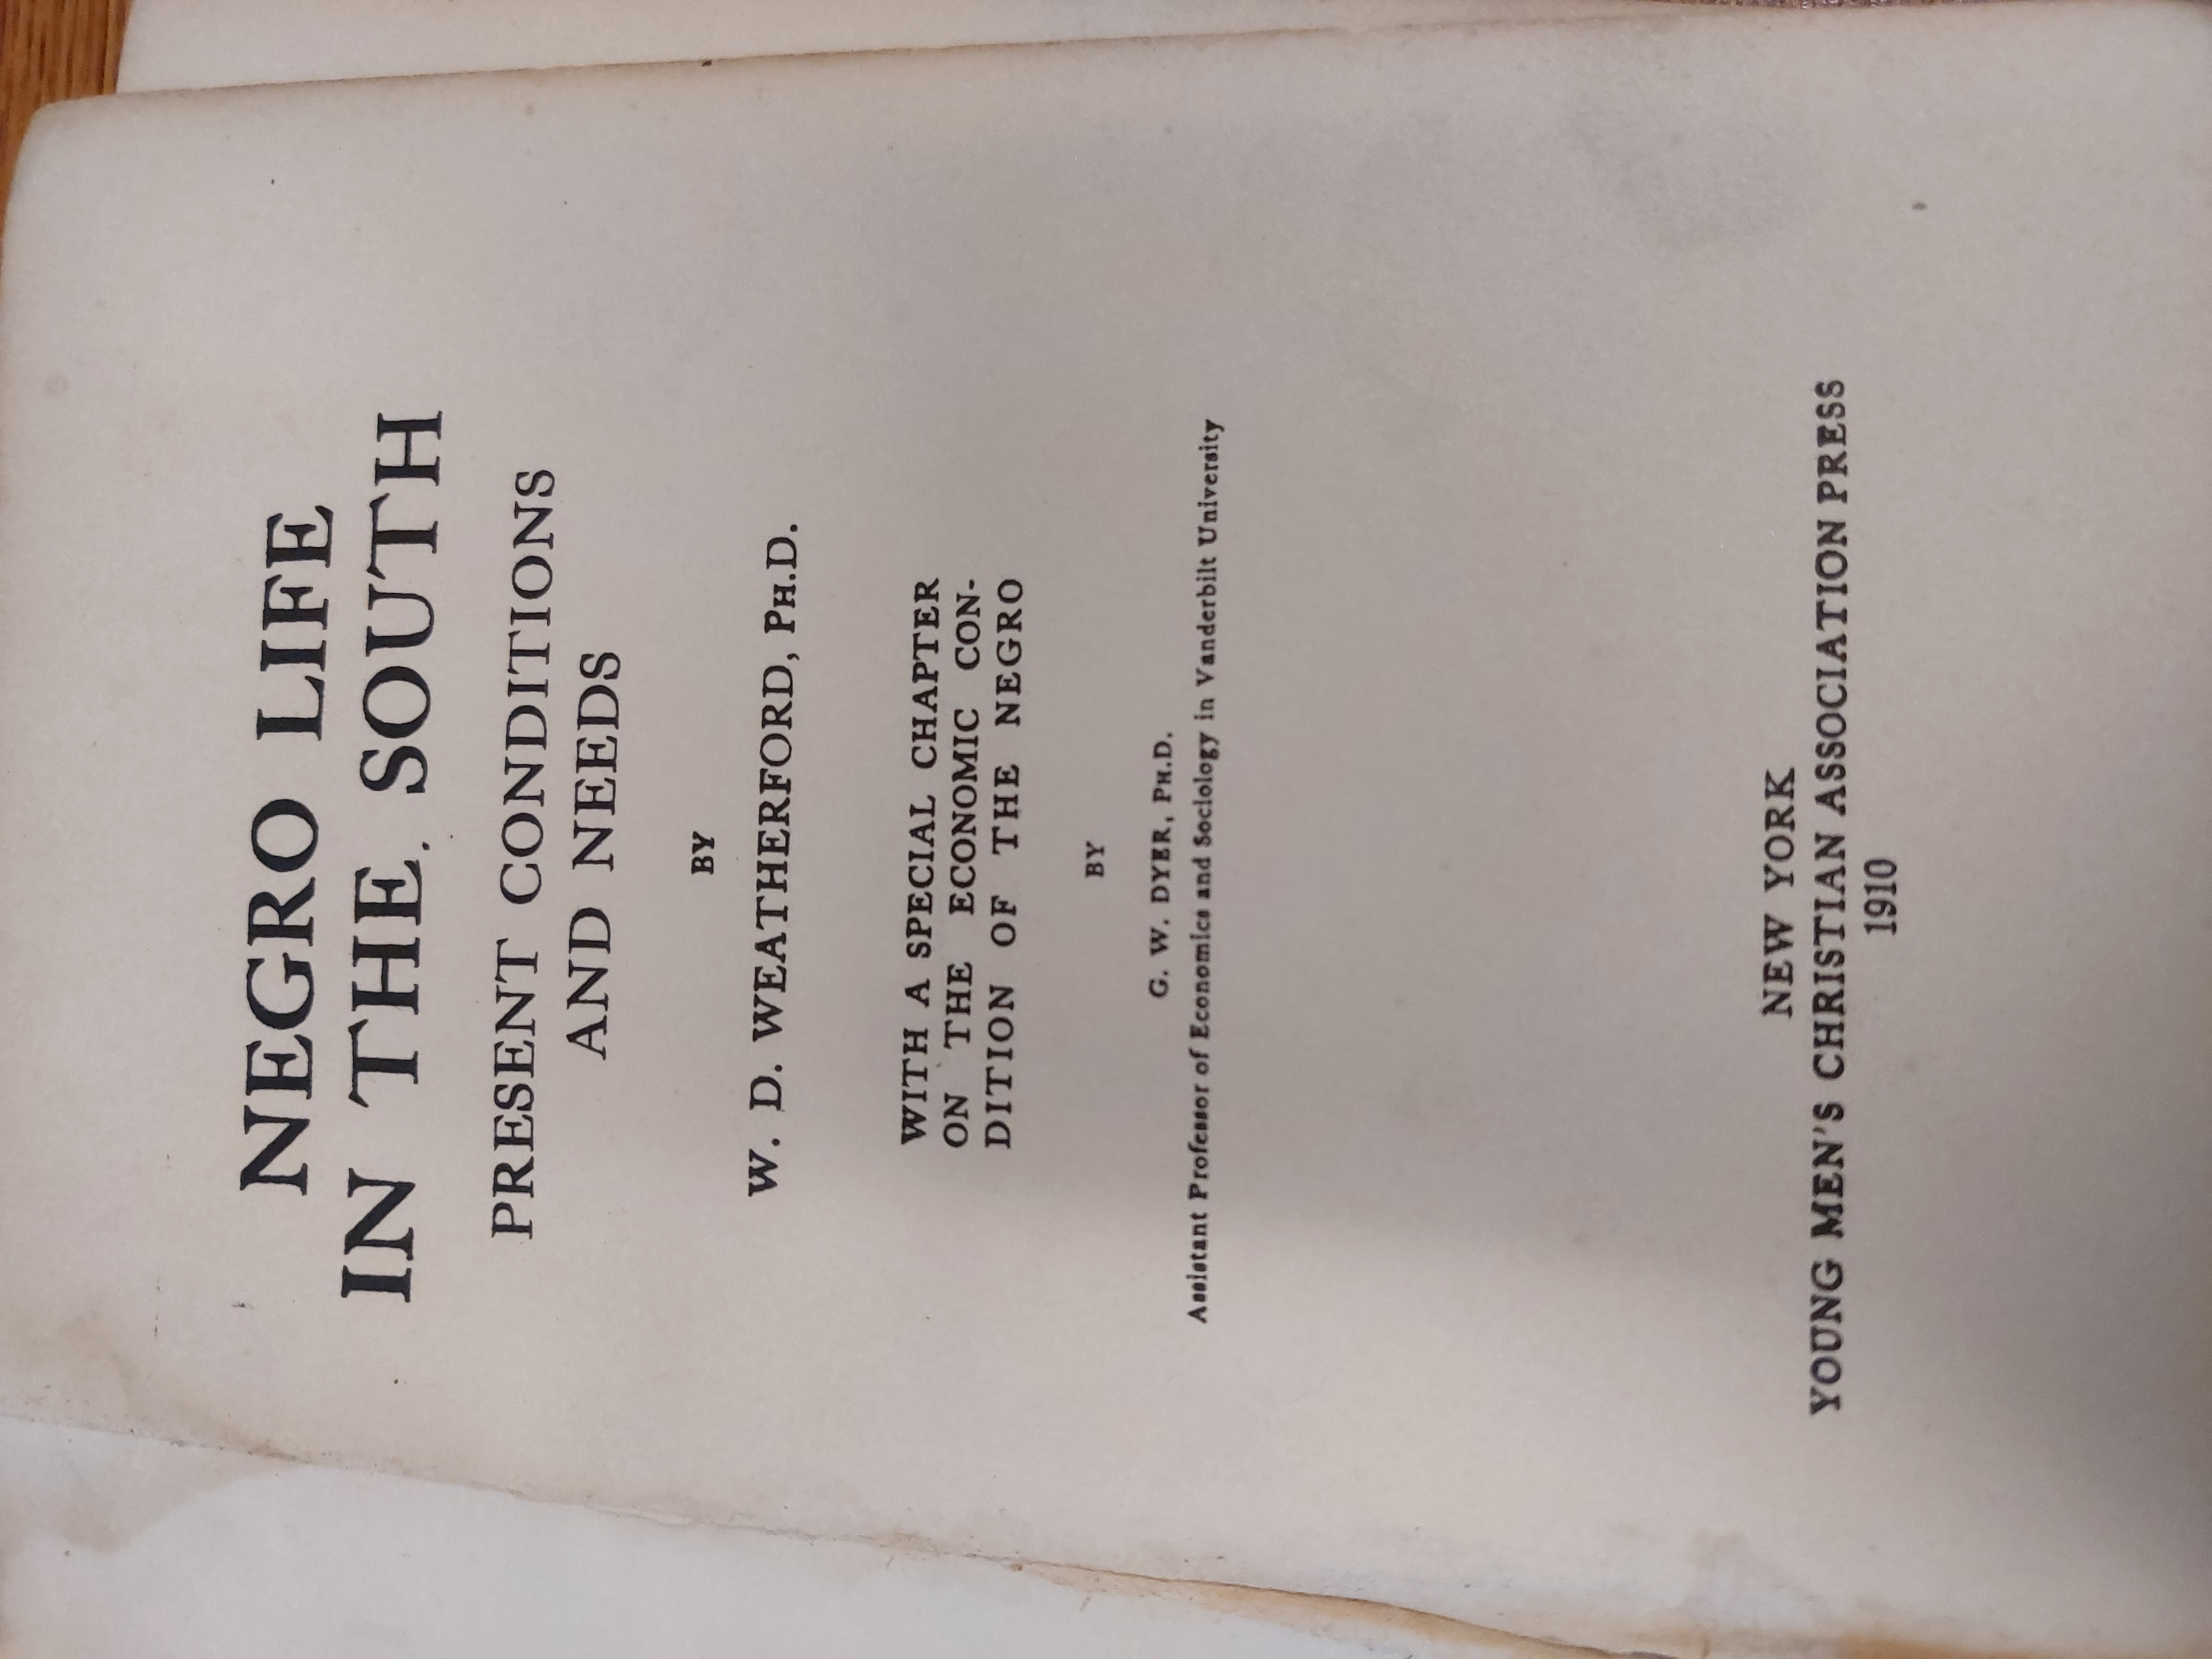 NEGRO LIFE
IN THE SOUTH
PRESENT CONDITIONS
AND NEEDS
BY
W. D. WEATHERFORD, PH.D.
WITH A SPECIAL CHAPTER
ON THE ECONOMIC CON-
DITION OF THE NEGRO
BY
G. W. DYER, PH.D.
Assistant Professor of Economics and Sociology in Vanderbilt University
NEW YORK
YOUNG MEN'S CHRISTIAN ASSOCIATION PRESS
1910